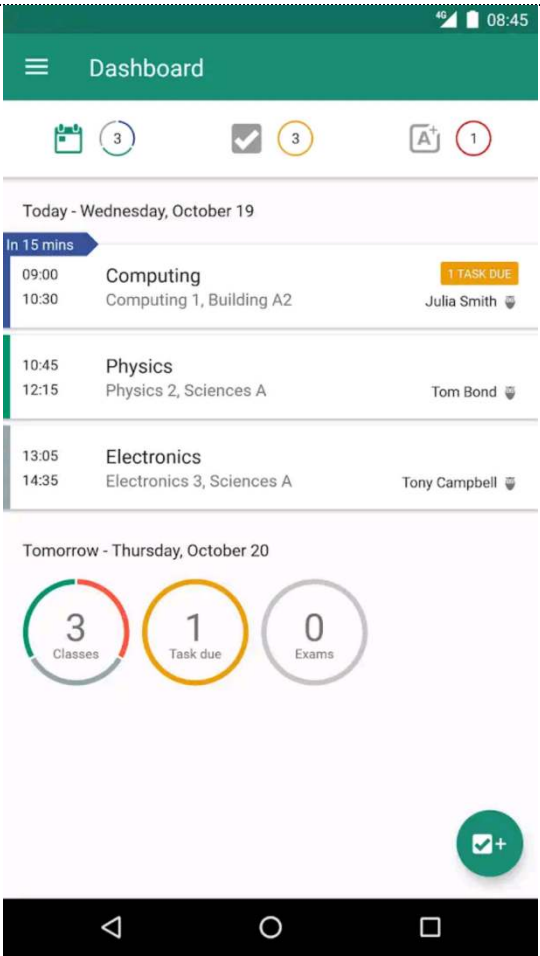 4G 08:45
Dashboard
3 3 A+ 1
Today - Wednesday, October 19
In 15 mins
09:00 Computing 1 TASK DUE
10:30 Computing 1, Building A2 Julia Smith
10:45 Physics
12:15 Physics 2, Sciences A Tom Bond
13:05 Electronics
14:35 Electronics 3, Sciences A Tony Campbell
Tomorrow - Thursday, October 20
3 1 0
Classes Task due Exams